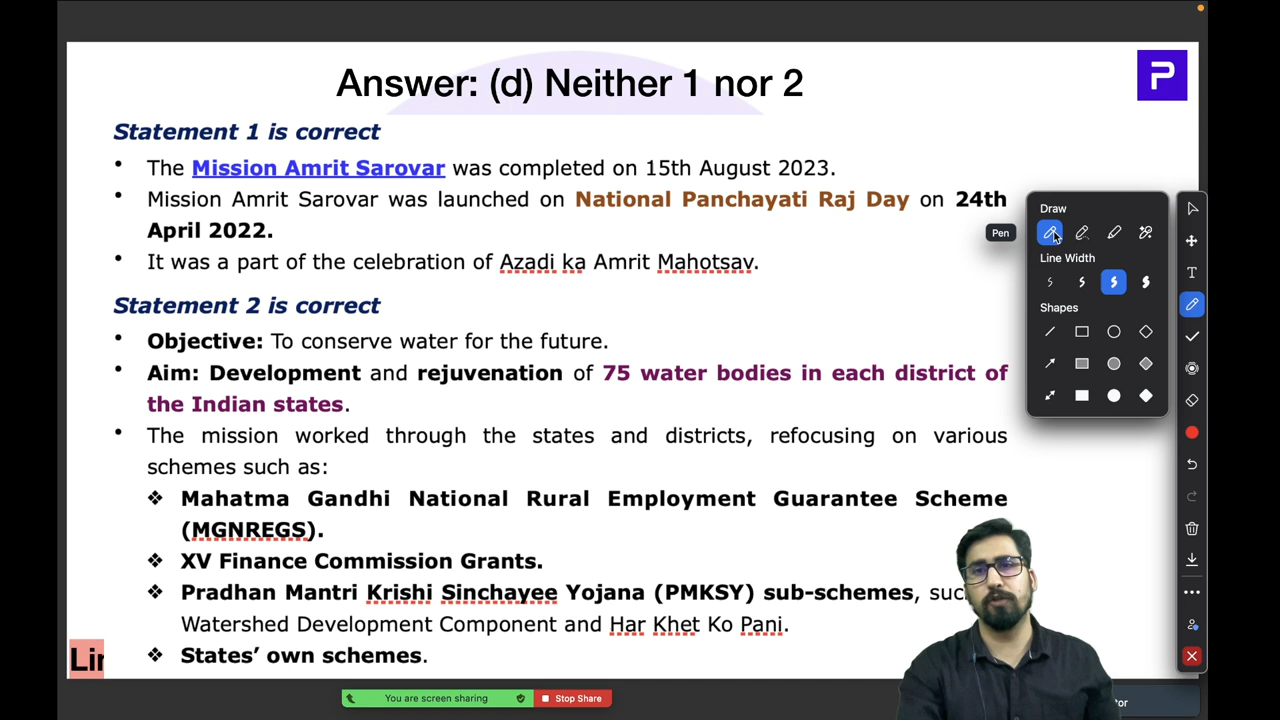 Answer: (d) Neither 1 nor 2
P
Statement 1 is correct
• The Mission Amrit Sarovar was completed on 15th August 2023.
• Mission Amrit Sarovar was launched on National Panchayati Raj Day on 24th
April 2022.
• It was a part of the celebration of Azadi ka Amrit Mahotsav.
Statement 2 is correct
• Objective: To conserve water for the future.
• Aim: Development and rejuvenation of 75 water bodies in each district of
the Indian states.
• The mission worked through the states and districts, refocusing on various
schemes such as:
❖ Mahatma Gandhi National Rural Employment Guarantee Scheme
(MGNREGS).
❖ XV Finance Commission Grants.
❖ Pradhan Mantri Krishi Sinchayee Yojana (PMKSY) sub-schemes,
Watershed Development Component and Har Khet Ko Pani.
❖ States’ own schemes.
Draw
Pen
Line Width
Shapes
T
You are screen sharing
Stop Share